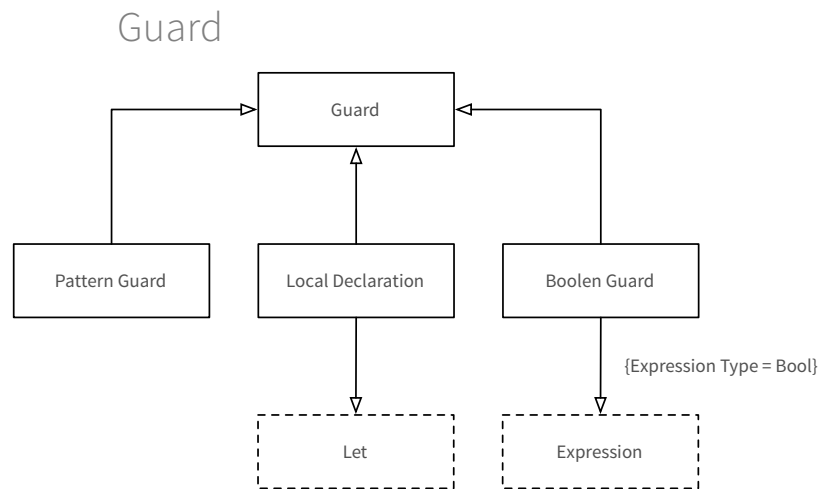 Guard
Guard
Pattern Guard
Local Declaration
Boolen Guard
{Expression Type = Bool}
Let
Expression